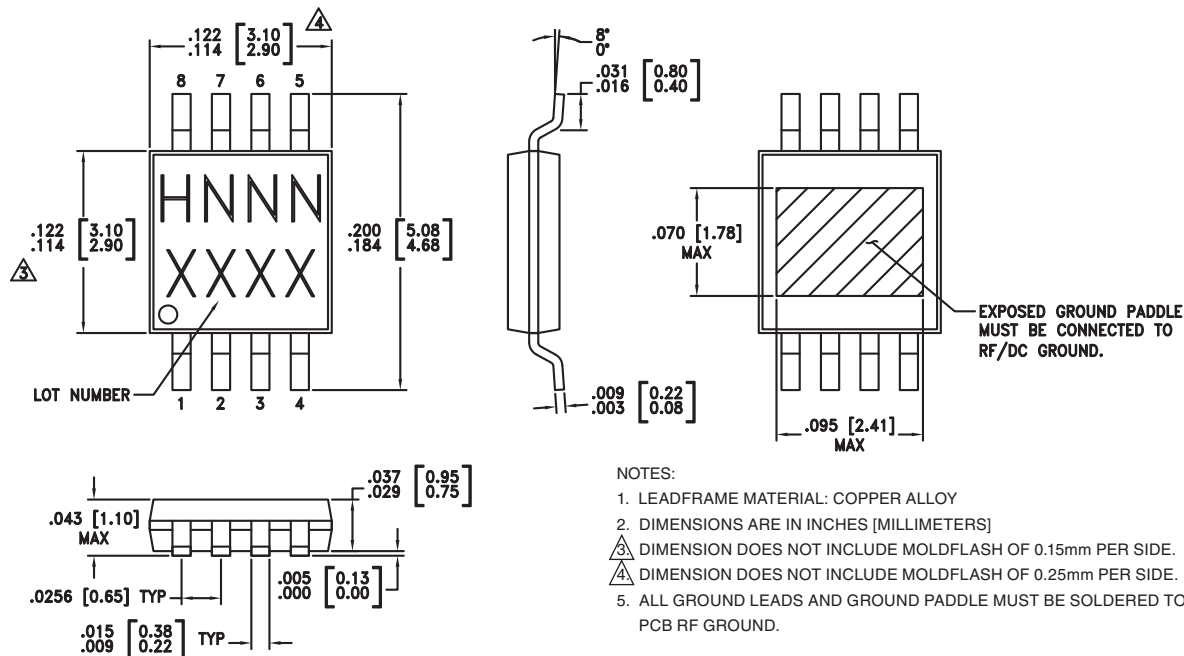 .122 [3.10]
.114 [2.90]
4
8 7 6 5
HNNN
XXXX
.122 [3.10]
.114 [2.90]
3
.200 [5.08]
.184 [4.68]
LOT NUMBER
1 2 3 4
8°
0°
.031 [0.80]
.016 [0.40]
.009 [0.22]
.003 [0.08]
.070 [1.78]
MAX
EXPOSED GROUND PADDLE
MUST BE CONNECTED TO
RF/DC GROUND.
.095 [2.41]
MAX
.043 [1.10]
MAX
.037 [0.95]
.029 [0.75]
.0256 [0.65] TYP
.005 [0.13]
.000 [0.00]
.015 [0.38]
.009 [0.22]
TYP
NOTES:
1. LEADFRAME MATERIAL: COPPER ALLOY
2. DIMENSIONS ARE IN INCHES [MILLIMETERS]
3. DIMENSION DOES NOT INCLUDE MOLDFLASH OF 0.15mm PER SIDE.
4. DIMENSION DOES NOT INCLUDE MOLDFLASH OF 0.25mm PER SIDE.
5. ALL GROUND LEADS AND GROUND PADDLE MUST BE SOLDERED TO
PCB RF GROUND.